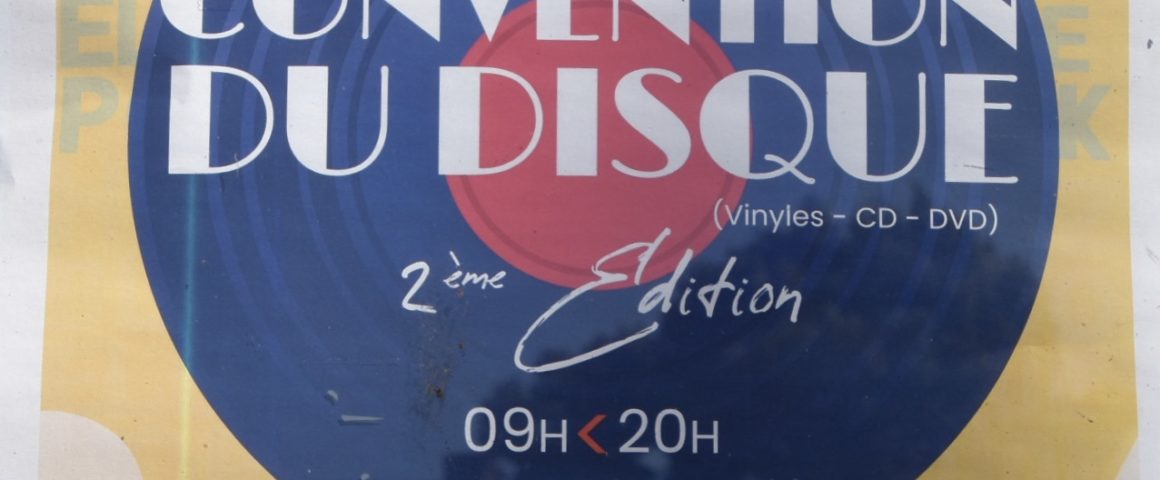 CONVENTION
DU DISQUE
(Vinyles - CD - DVD)
2ème Edition
09H < 20H